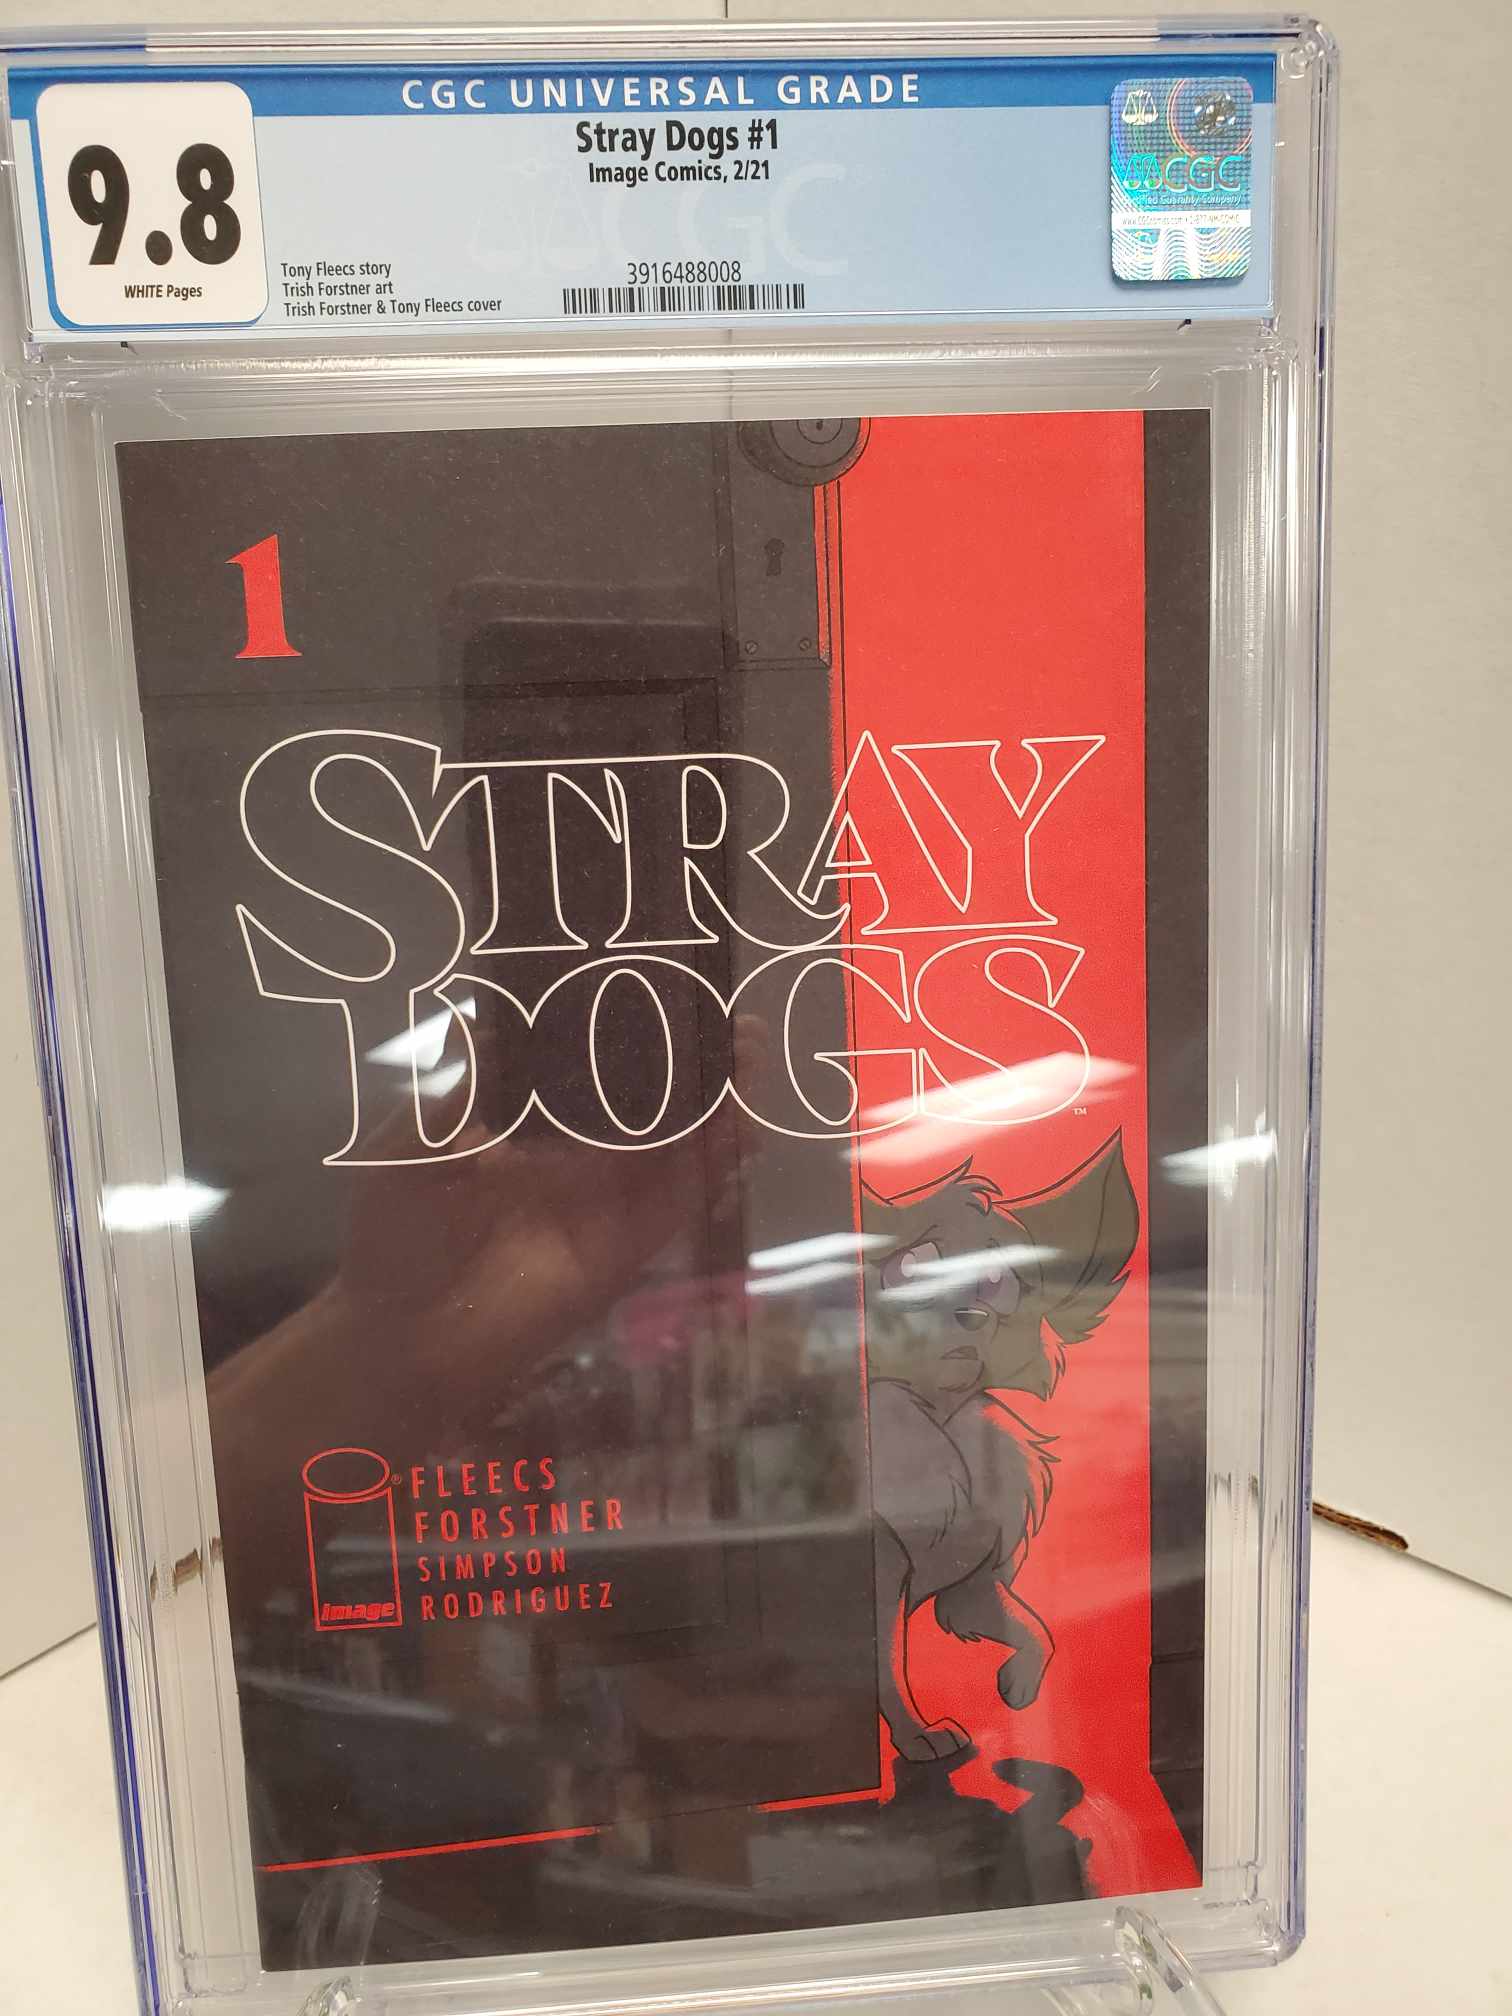 CGC UNIVERSAL GRADE
9.8
WHITE Pages
Stray Dogs #1
Image Comics, 2/21
Tony Fleecs story
Trish Forstner art
Trish Forstner & Tony Fleecs cover
3916488008
CGC
CGC
1
STRAY
DOGS
™
image
®
FLEECS
FORSTNER
SIMPSON
RODRIGUEZ